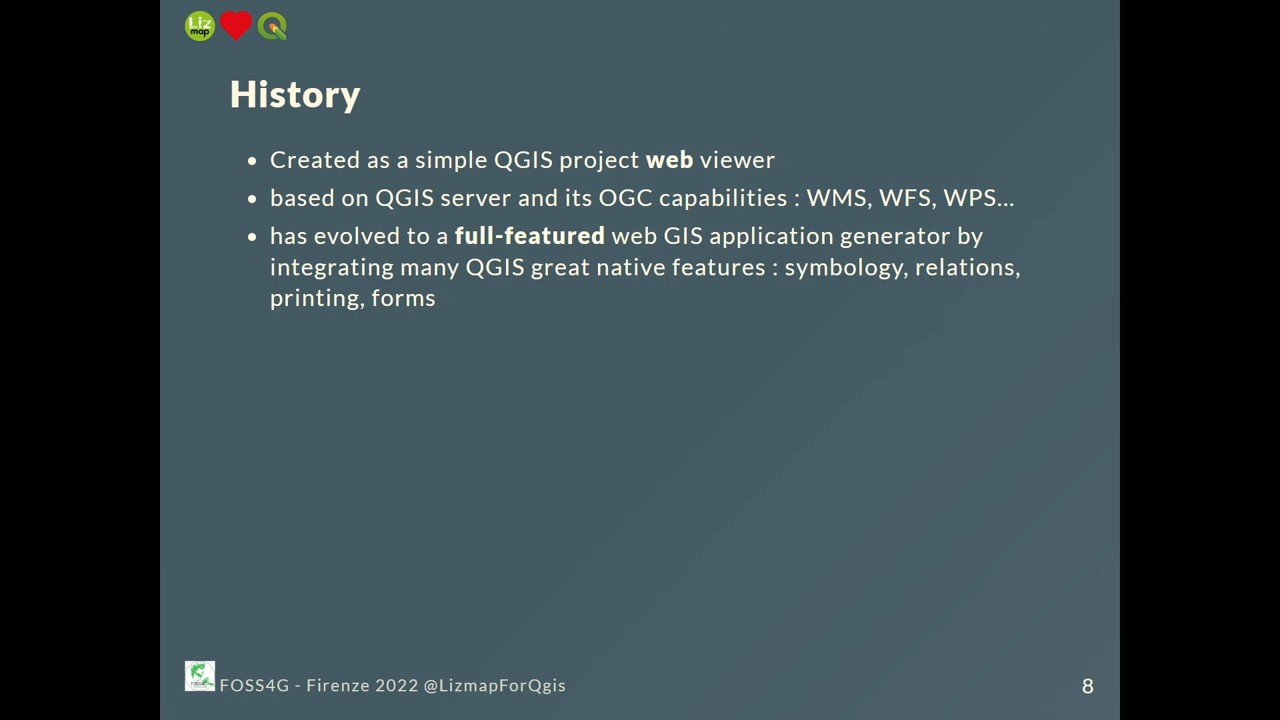 Liz
map
History
Created as a simple QGIS project web viewer
based on QGIS server and its OGC capabilities : WMS, WFS, WPS...
has evolved to a full-featured web GIS application generator by
integrating many QGIS great native features : symbology, relations,
printing, forms
FOSS4G - Firenze 2022 @LizmapForQgis
8